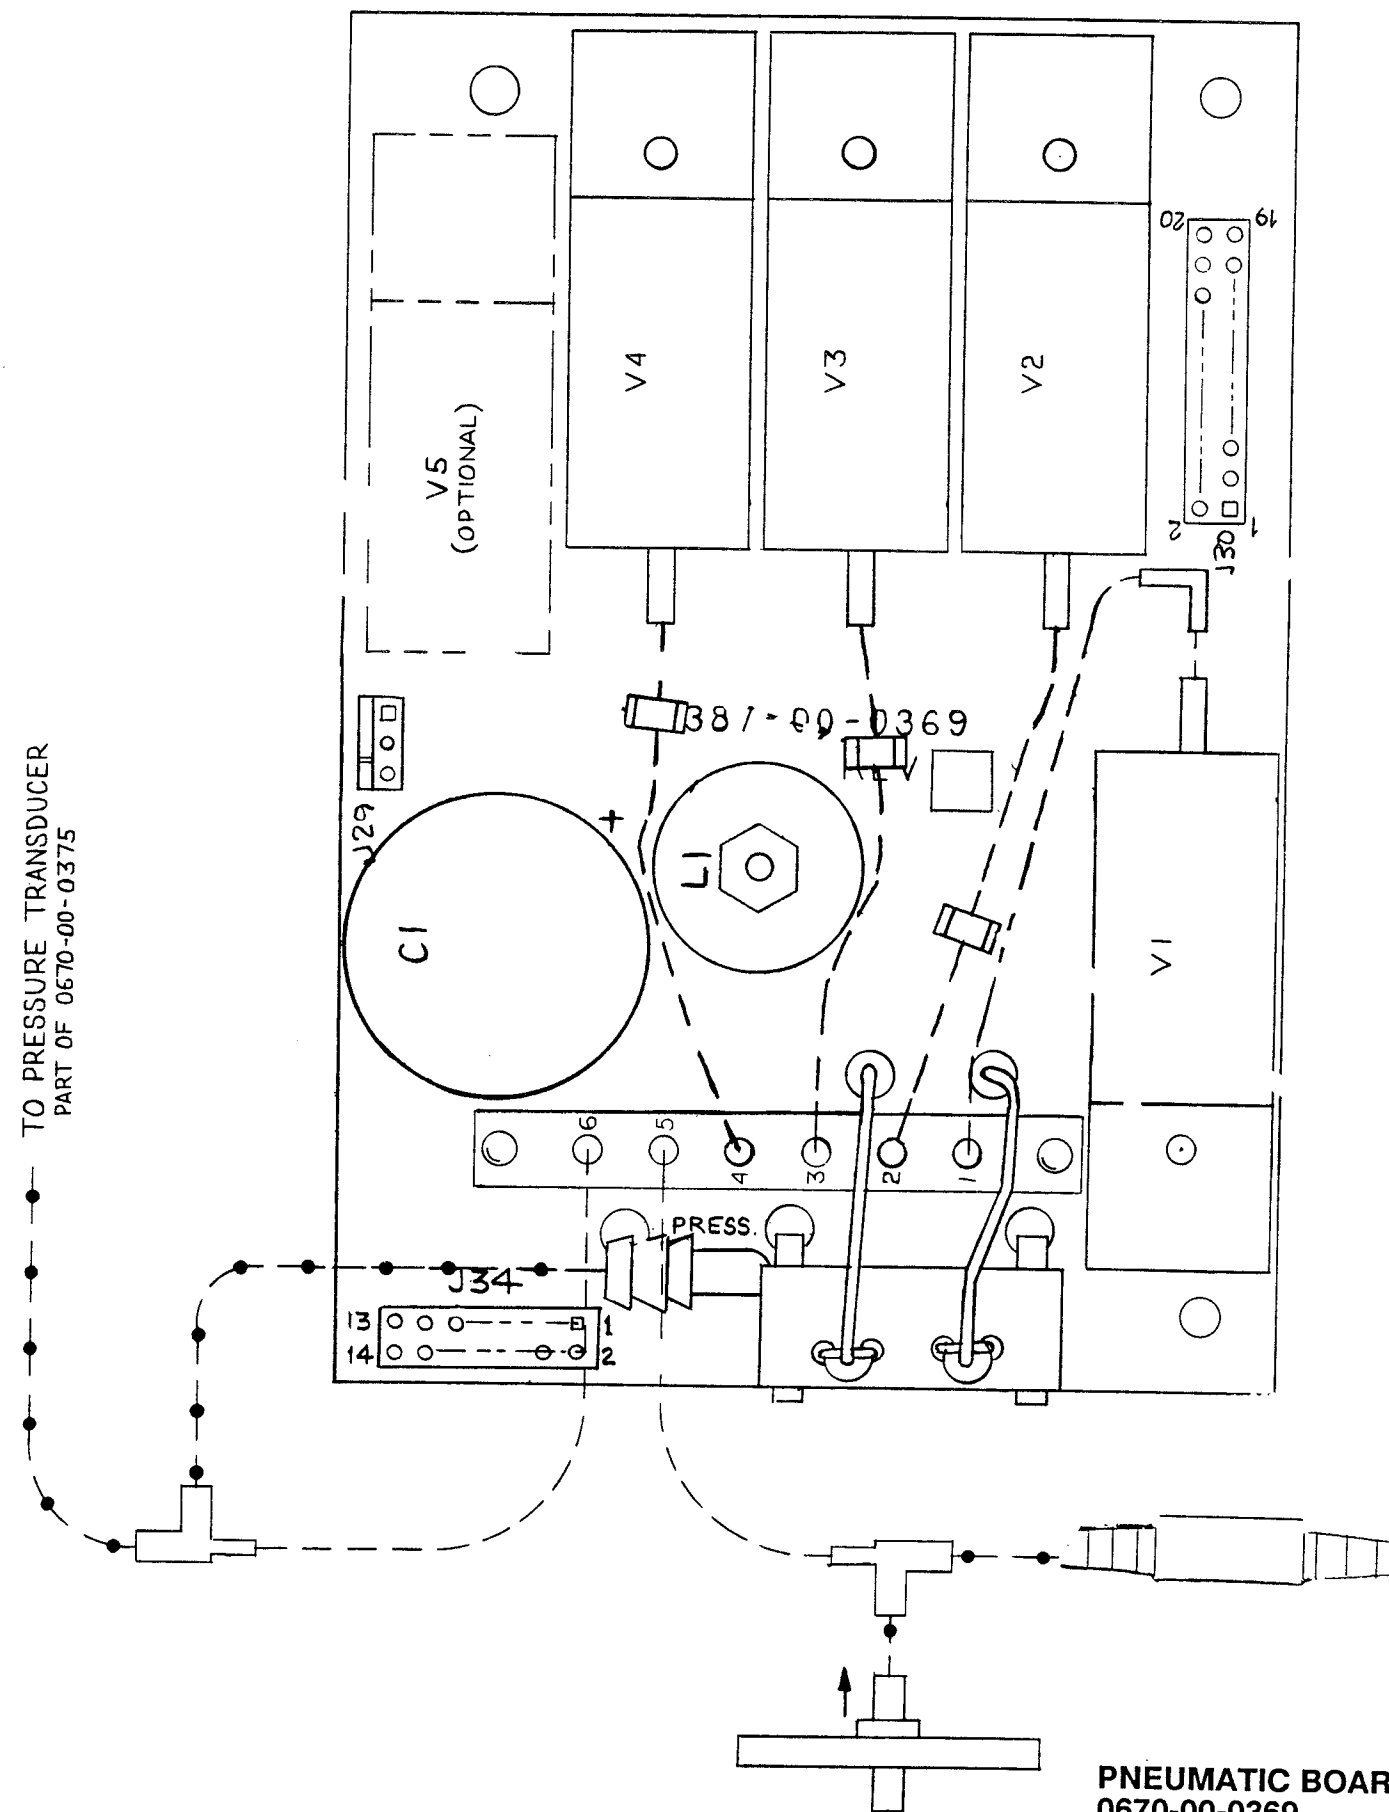 20
19
V4
V3
V2
V5
(OPTIONAL)
2
1
J30
387-00-0369
J29
+
L1
C1
V1
TO PRESSURE TRANSDUCER
PART OF 0670-00-0375
6
5
4
3
2
1
PRESS.
J34
13
1
14
2
PNEUMATIC BOAR
0670-00-0369